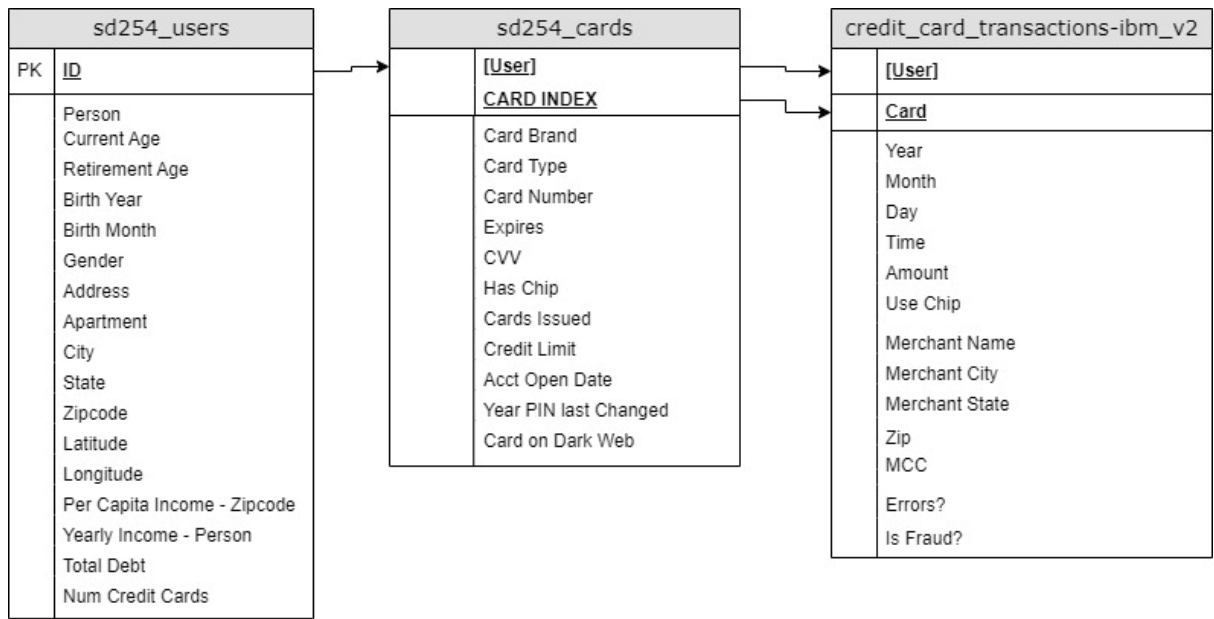 sd254_users
PK ID
Person
Current Age
Retirement Age
Birth Year
Birth Month
Gender
Address
Apartment
City
State
Zipcode
Latitude
Longitude
Per Capita Income - Zipcode
Yearly Income - Person
Total Debt
Num Credit Cards
sd254_cards
[User]
CARD INDEX
Card Brand
Card Type
Card Number
Expires
CVV
Has Chip
Cards Issued
Credit Limit
Acct Open Date
Year PIN last Changed
Card on Dark Web
credit_card_transactions-ibm_v2
[User]
Card
Year
Month
Day
Time
Amount
Use Chip
Merchant Name
Merchant City
Merchant State
Zip
MCC
Errors?
Is Fraud?